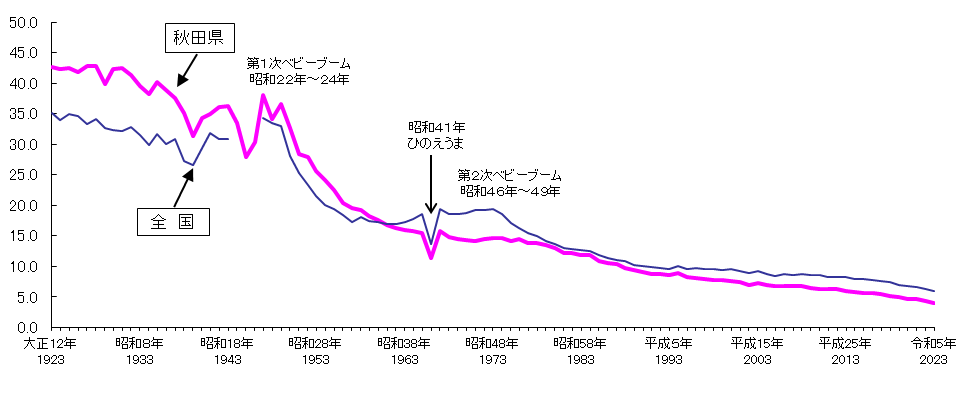 50.0
45.0
40.0
35.0
30.0
25.0
20.0
15.0
10.0
5.0
0.0
秋田県
第1次ベビーブーム
昭和22年～24年
昭和41年
ひのえうま
第2次ベビーブーム
昭和46年～49年
全 国
大正12年 昭和8年 昭和18年 昭和28年 昭和38年 昭和48年 昭和58年 平成5年 平成15年 平成25年 令和5年
1923 1933 1943 1953 1963 1973 1983 1993 2003 2013 2023